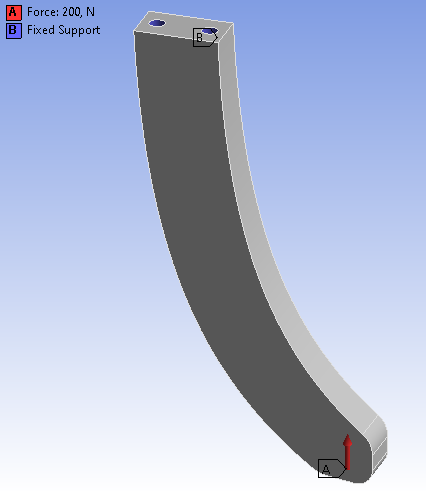 A Force: 200, N
B Fixed Support
B
A